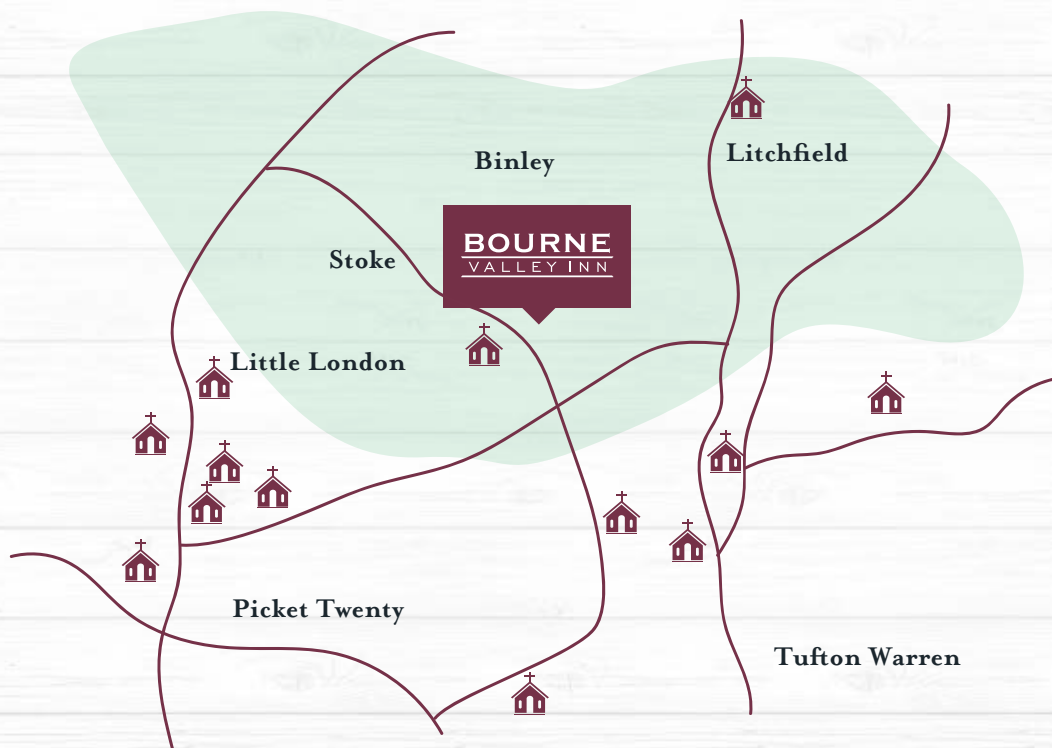 Binley
Litchfield
BOURNE
VALLEY INN
Stoke
Little London
Picket Twenty
Tufton Warren